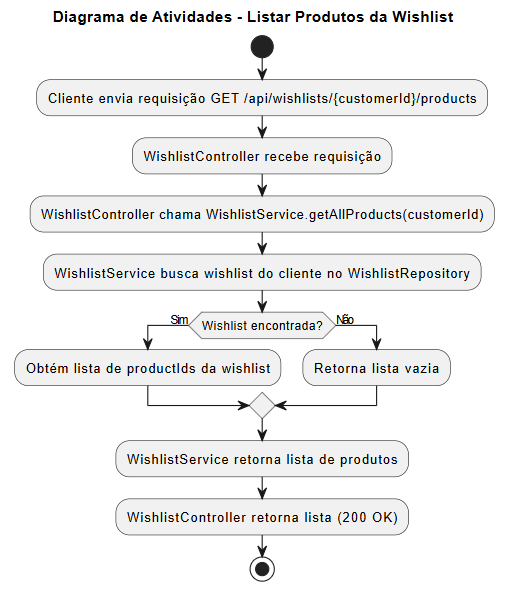 Diagrama de Atividades - Listar Produtos da Wishlist
Cliente envia requisição GET /api/wishlists/{customerId}/products
WishlistController recebe requisição
WishlistController chama WishlistService.getAllProducts(customerId)
WishlistService busca wishlist do cliente no WishlistRepository
Sim
Wishlist encontrada?
Não
Obtém lista de productIds da wishlist
Retorna lista vazia
WishlistService retorna lista de produtos
WishlistController retorna lista (200 OK)